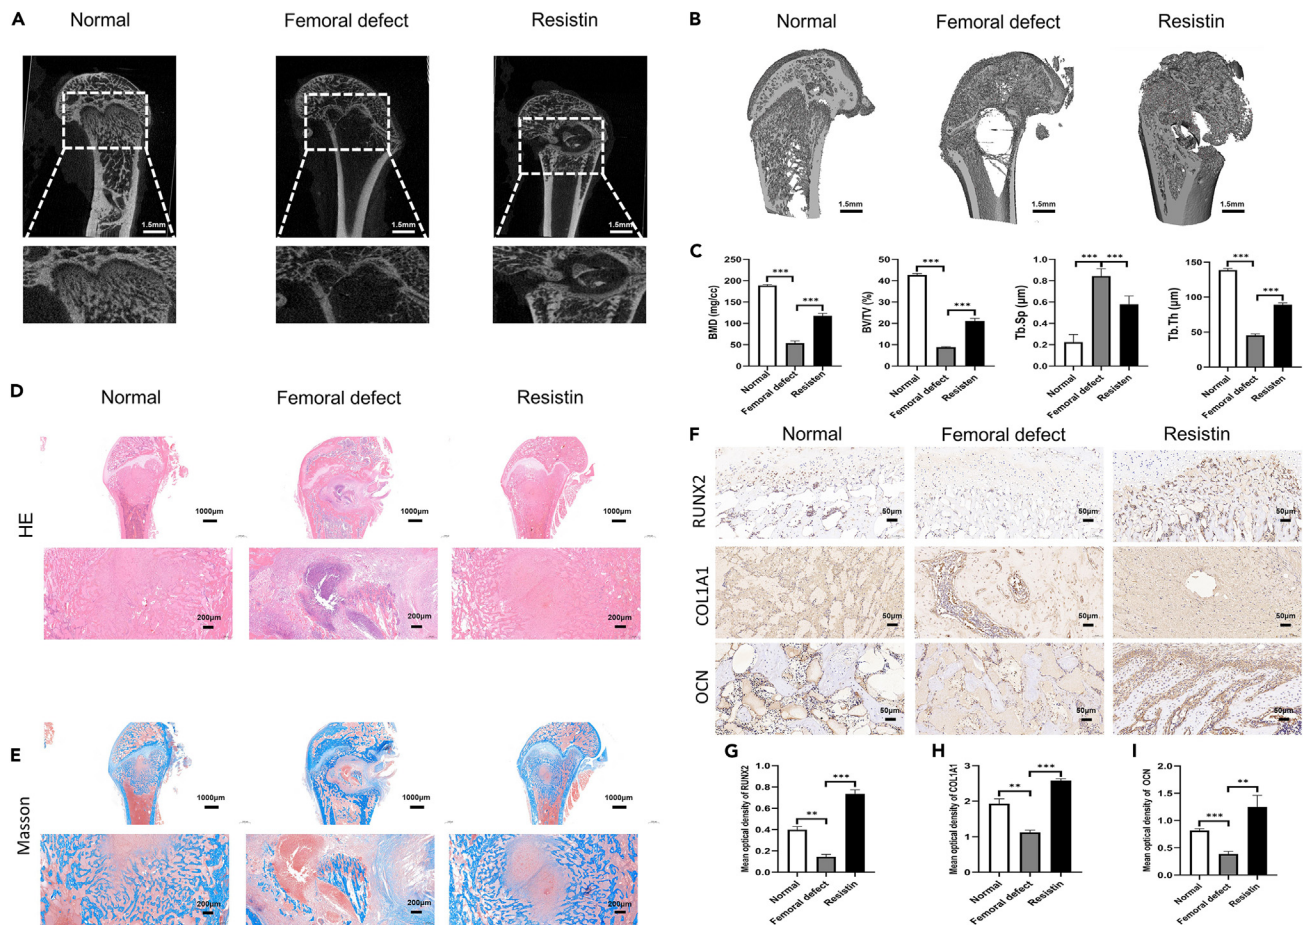 A Normal Femoral defect Resistin
1.5mm 1.5mm 1.5mm
B Normal Femoral defect Resistin
1.5mm 1.5mm 1.5mm
C
BMD (mg/cc)
250
200
150
100
50
0
*** ***
Normal
Femoral defect
Resisten
BV/TV (%)
50
40
30
20
10
0
*** ***
Normal
Femoral defect
Resisten
Tb.Sp (µm)
1.0
0.8
0.6
0.4
0.2
0.0
*** ***
Normal
Femoral defect
Resisten
Tb.Th (µm)
150
100
50
0
*** ***
Normal
Femoral defect
Resisten
D Normal Femoral defect Resistin
HE
1000µm 1000µm 1000µm
200µm 200µm 200µm
E
Masson
1000µm 1000µm 1000µm
200µm 200µm 200µm
F Normal Femoral defect Resistin
RUNX2
50µm 50µm 50µm
COL1A1
50µm 50µm 50µm
OCN
50µm 50µm 50µm
G
Mean optical density of RUNX2
1.0
0.8
0.6
0.4
0.2
0.0
** ***
Normal
Femoral defect
Resistin
H
Mean optical density of COL1A1
3
2
1
0
** ***
Normal
Femoral defect
Resistin
I
Mean optical density of OCN
2.0
1.5
1.0
0.5
0.0
*** **
Normal
Femoral defect
Resistin